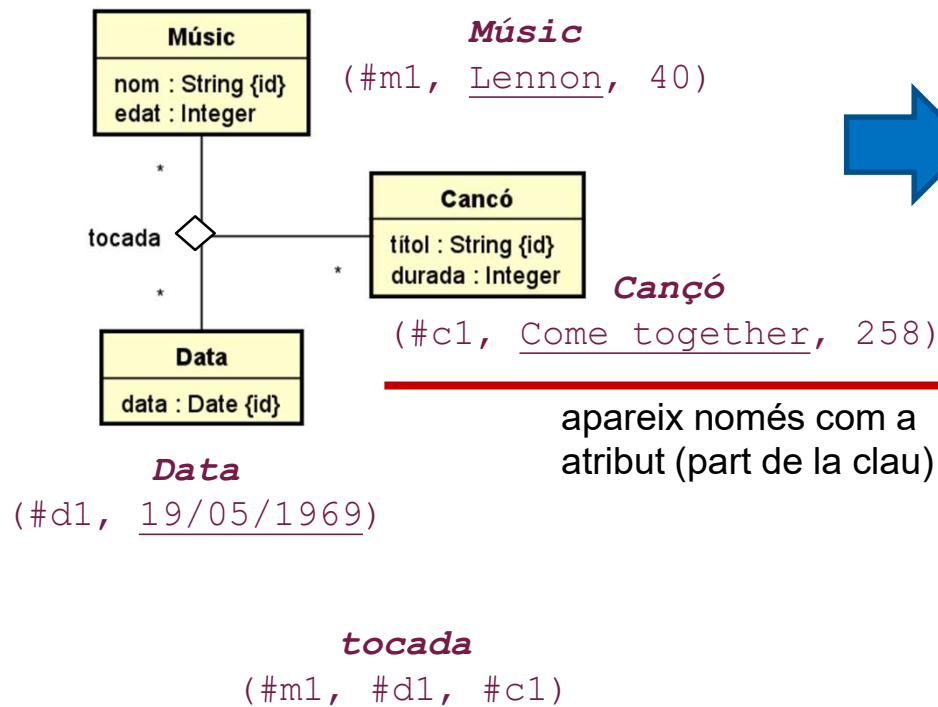 Músic
nom : String {id}
edat : Integer
Músic
(#m1, Lennon, 40)
*
tocada
*
*
Cancó
títol : String {id}
durada : Integer
Cançó
(#c1, Come together, 258)
Data
data : Date {id}
apareix només com a
atribut (part de la clau)
Data
(#d1, 19/05/1969)
tocada
(#m1, #d1, #c1)